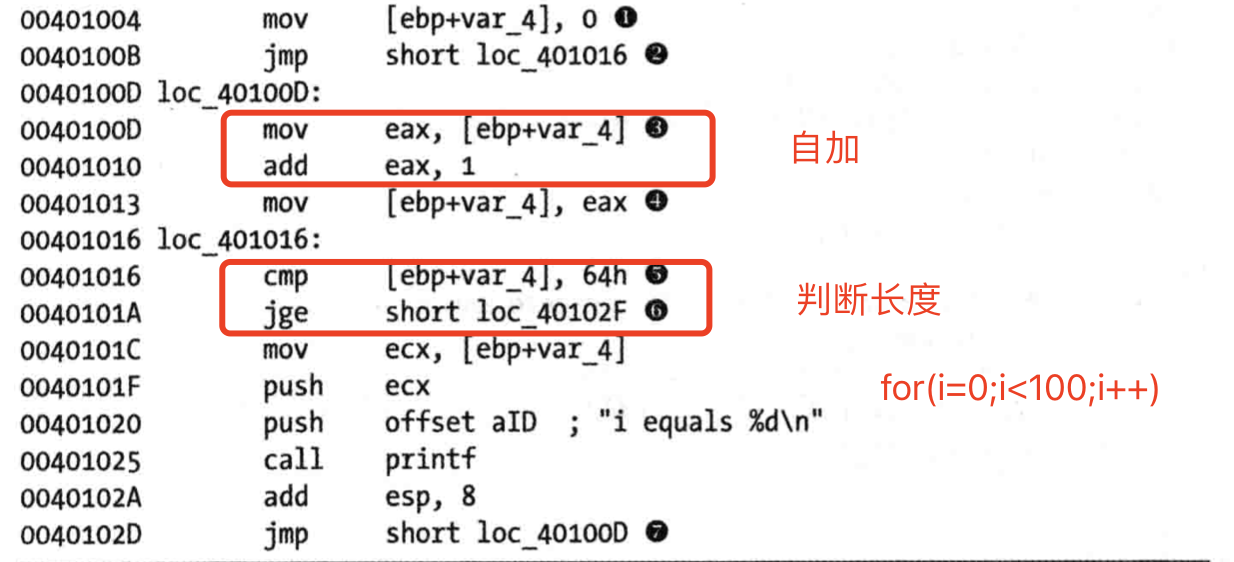 00401004 mov [ebp+var_4], 0 ❶
0040100B jmp short loc_401016 ❷
0040100D loc_40100D:
0040100D mov eax, [ebp+var_4] ❸
00401010 add eax, 1
自加
00401013 mov [ebp+var_4], eax ❹
00401016 loc_401016:
00401016 cmp [ebp+var_4], 64h ❺
0040101A jge short loc_40102F ❻
判断长度
0040101C mov ecx, [ebp+var_4]
0040101F push ecx
for(i=0;i<100;i++)
00401020 push offset aID ; "i equals %d\n"
00401025 call printf
0040102A add esp, 8
0040102D jmp short loc_40100D ❼